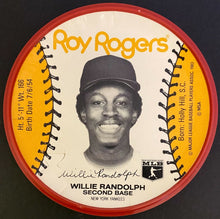 Roy Rogers
Ht. 5'-11" Wt. 166
Birth Date 7/6/54
Born: Holly Hill, S.C.
© MAJOR LEAGUE BASEBALL PLAYERS ASSOC. 1983
© MSA
MLB
Willie Randolph
WILLIE RANDOLPH
SECOND BASE
NEW YORK YANKEES